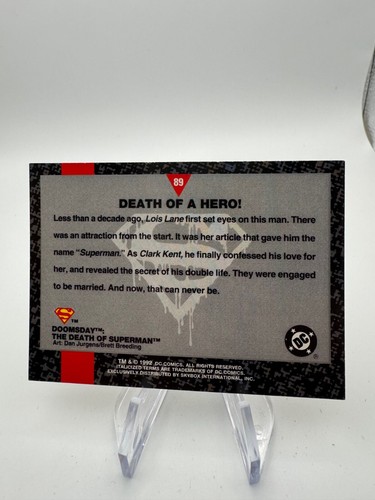 89
DEATH OF A HERO!
Less than a decade ago, Lois Lane first set eyes on this man. There
was an attraction from the start. It was her article that gave him the
name "Superman." As Clark Kent, he finally confessed his love for
her, and revealed the secret of his double life. They were engaged
to be married. And now, that can never be.
S TM
DOOMSDAY™:
THE DEATH OF SUPERMAN™
Art: Dan Jurgens/Brett Breeding
DC ®
TM & © 1992 DC COMICS. ALL RIGHTS RESERVED.
ITALICIZED TERMS ARE TRADEMARKS OF DC COMICS.
EXCLUSIVELY DISTRIBUTED BY SKYBOX INTERNATIONAL, INC.